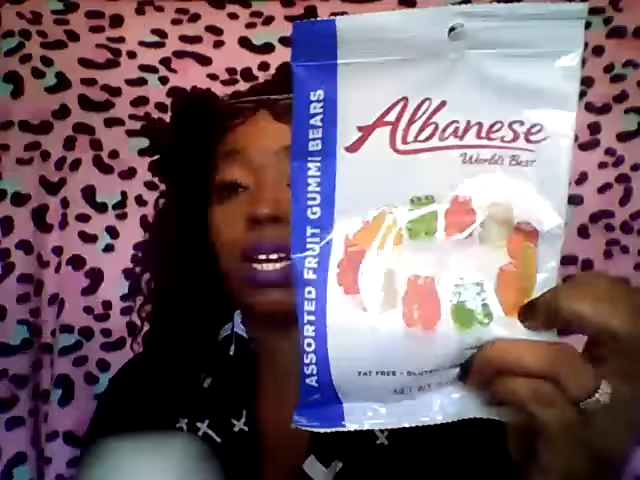 Albanese
World's Best
ASSORTED FRUIT GUMMI BEARS
FAT FREE •
NET WT